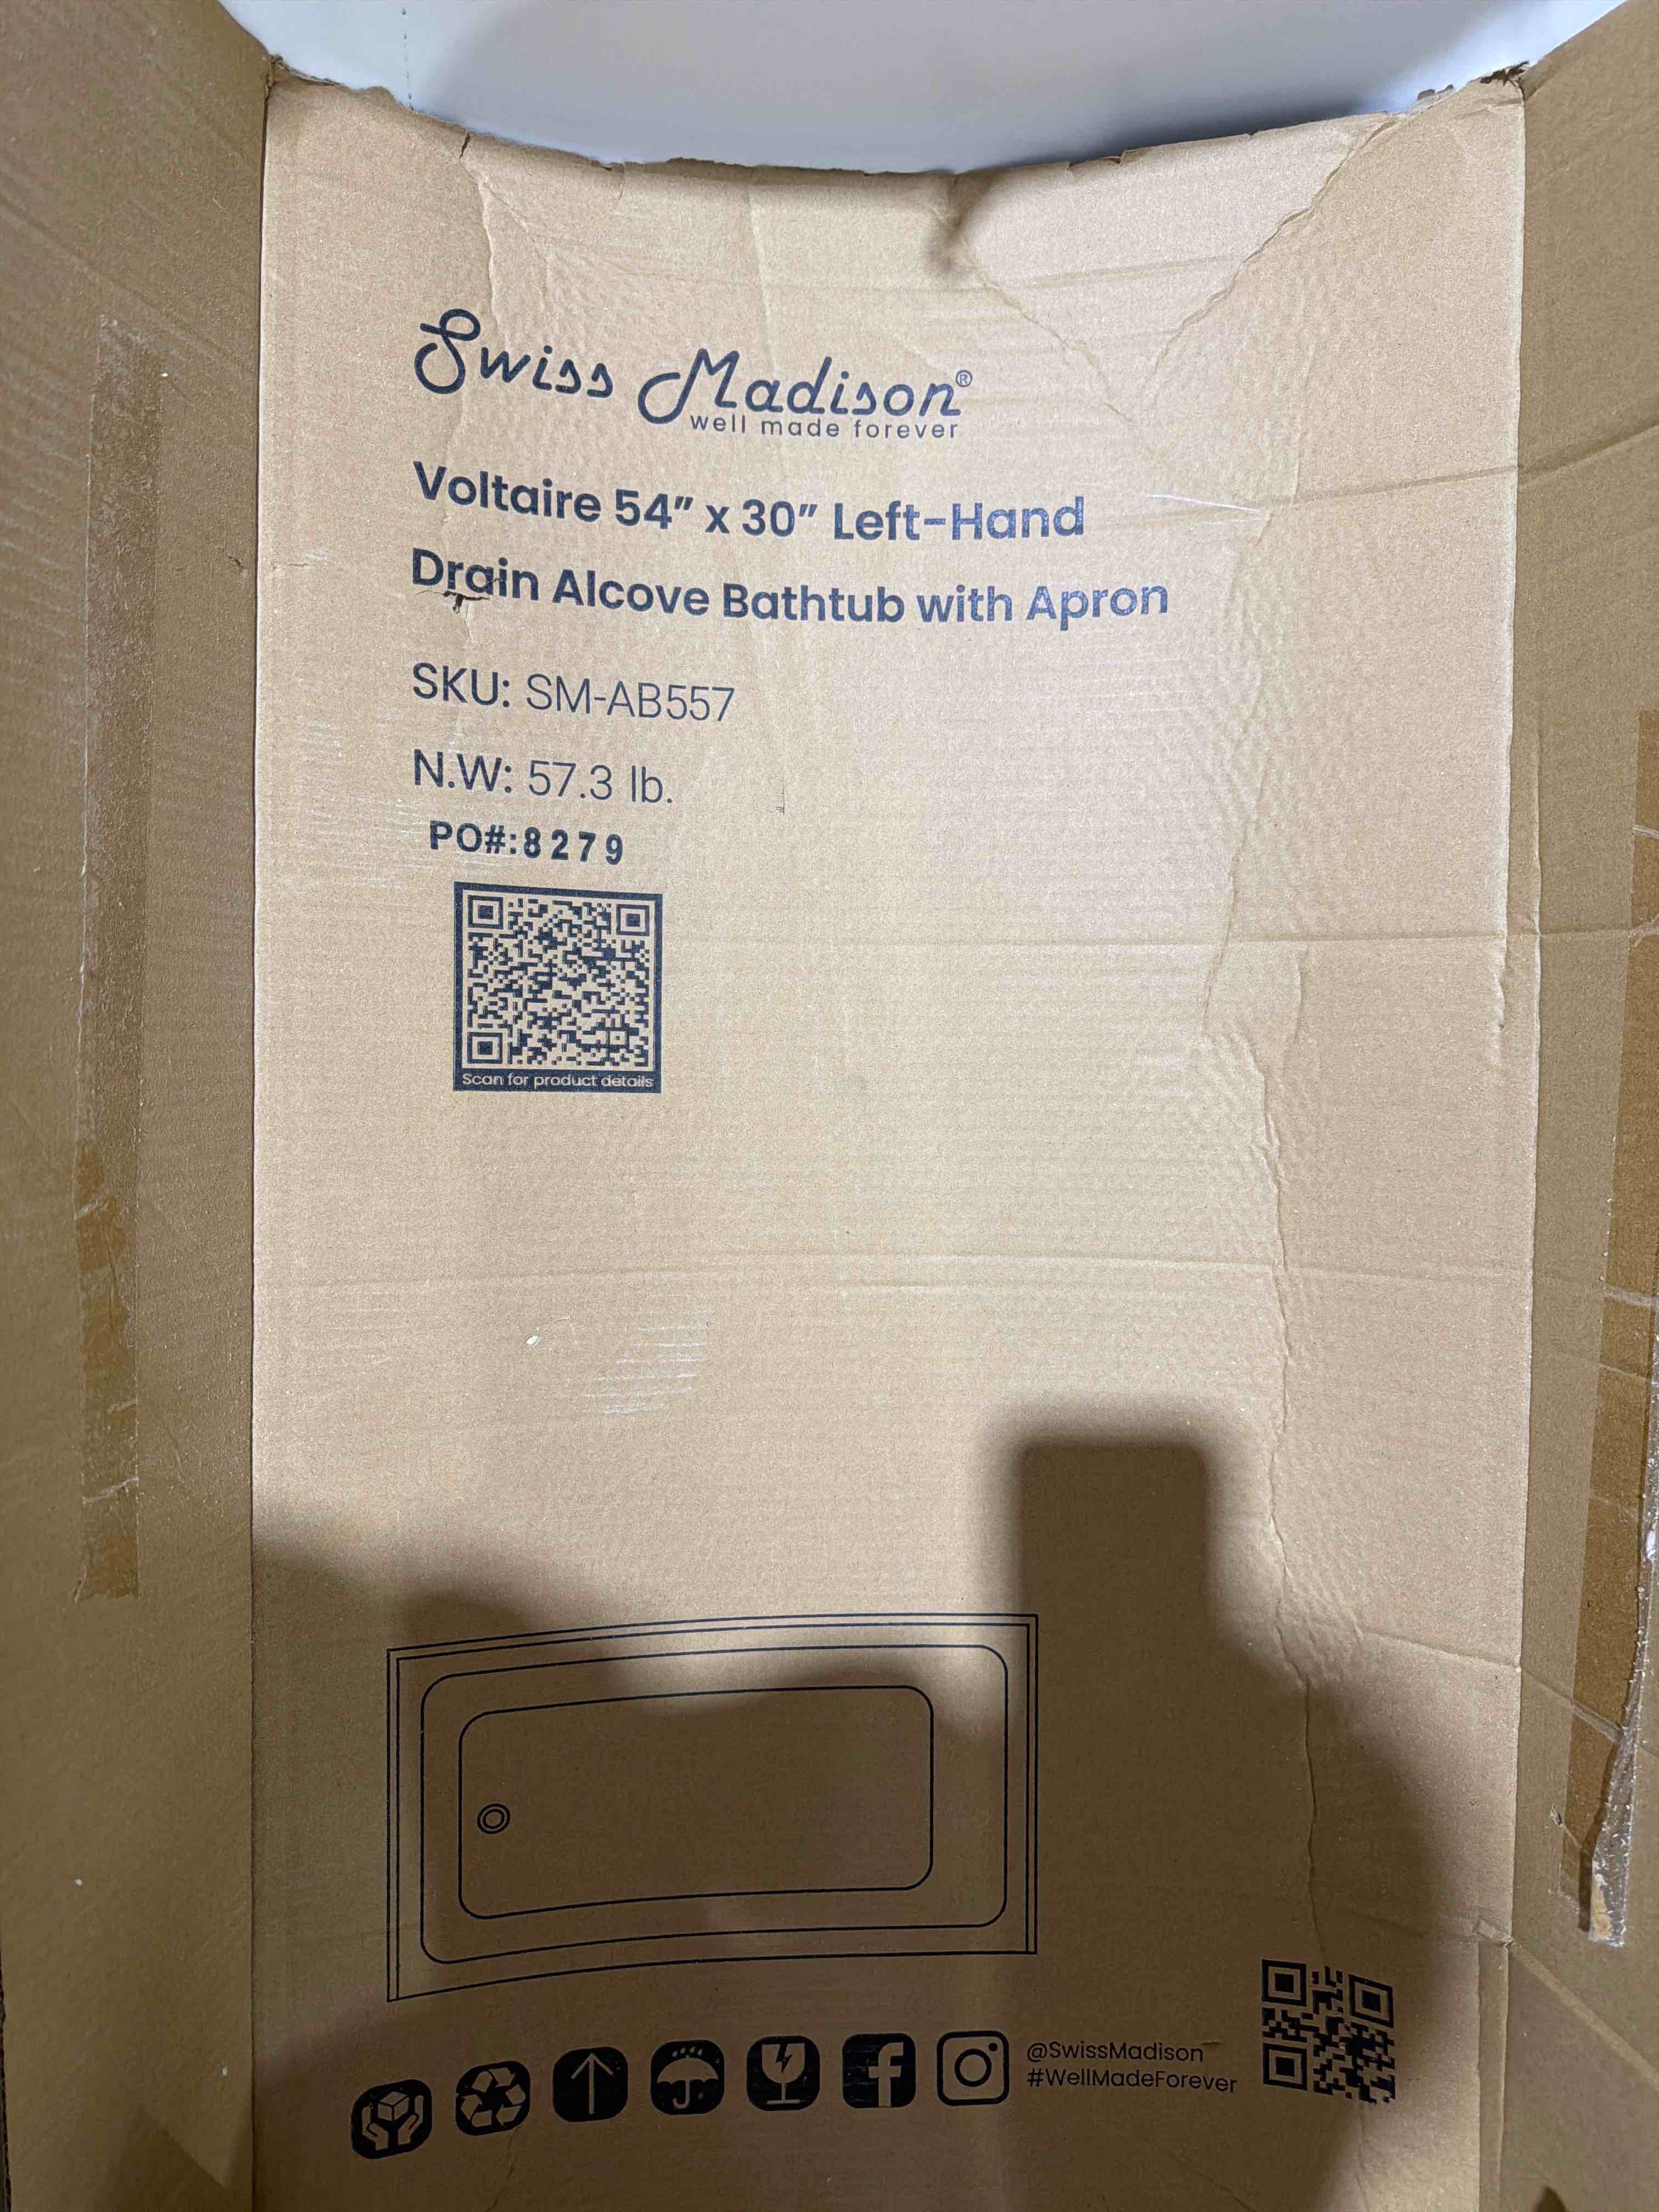 Swiss Madison®
well made forever
Voltaire 54" x 30" Left-Hand
Drain Alcove Bathtub with Apron
SKU: SM-AB557
N.W: 57.3 lb.
PO#:8279
Scan for product details
@SwissMadison
#WellMadeForever